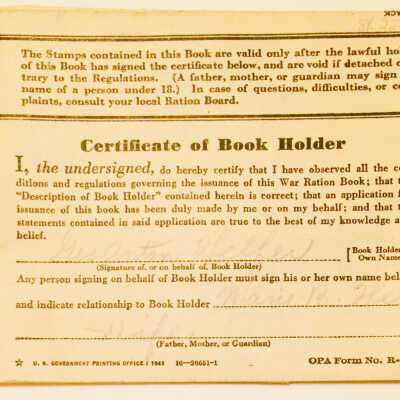 The Stamps contained in this Book are valid only after the lawful ho
of this Book has signed the certificate below, and are void if detached c
trary to the Regulations. (A father, mother, or guardian may sign
name of a person under 18.) In case of questions, difficulties, or co
plaints, consult your local Ration Board.
Certificate of Book Holder
I, the undersigned, do hereby certify that I have observed all the co
ditions and regulations governing the issuance of this War Ration Book; that t
"Description of Book Holder" contained herein is correct; that an application f
issuance of this book has been duly made by me or on my behalf; and that t
statements contained in said application are true to the best of my knowledge a
belief.
[Book Holder
Own Name
(Signature of, or on behalf of, Book Holder)
Any person signing on behalf of Book Holder must sign his or her own name bel
and indicate relationship to Book Holder
(Father, Mother, or Guardian)
☆ U. S. GOVERNMENT PRINTING OFFICE : 1942 16—26651-1 OPA Form No. R-